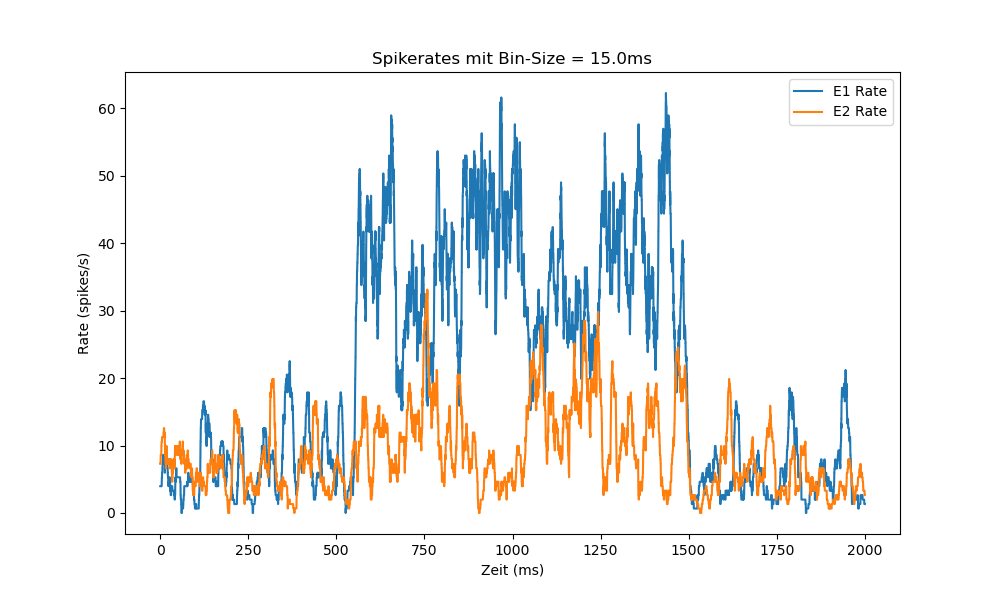 Spikerates mit Bin-Size = 15.0ms
E1 Rate
E2 Rate
Rate (spikes/s)
60
50
40
30
20
10
0
0 250 500 750 1000 1250 1500 1750 2000
Zeit (ms)